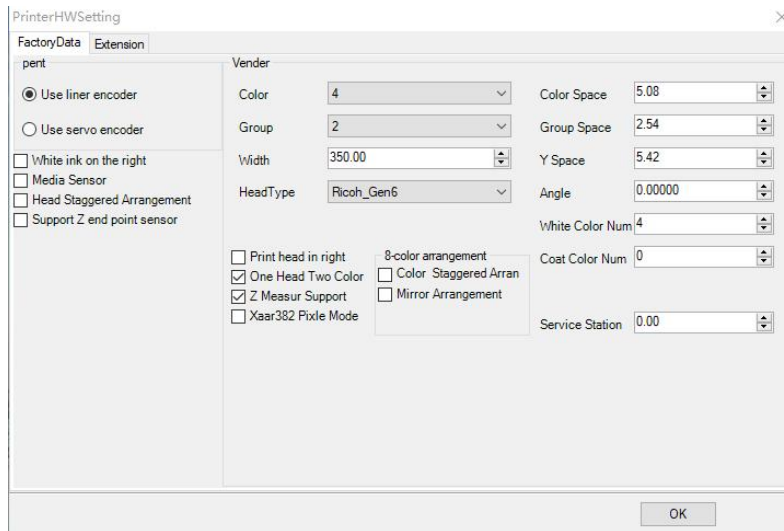 PrinterHWSetting
FactoryData Extension
pent
Use liner encoder
Use servo encoder
White ink on the right
Media Sensor
Head Staggered Arrangement
Support Z end point sensor
Vender
Color 4
Group 2
Width 350.00
HeadType Ricoh_Gen6
Print head in right
One Head Two Color
Z Measur Support
Xaar382 Pixle Mode
8-color arrangement
Color Staggered Arran
Mirror Arrangement
Color Space 5.08
Group Space 2.54
Y Space 5.42
Angle 0.00000
White Color Num 4
Coat Color Num 0
Service Station 0.00
OK